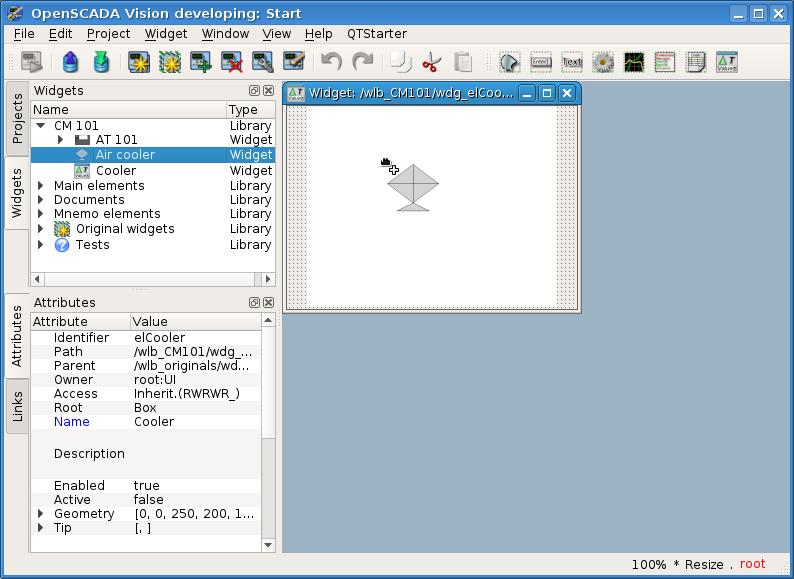 OpenSCADA Vision developing: Start
File Edit Project Widget Window View Help QTStarter
Projects
Widgets
Widgets
Name Type
CM 101 Library
AT 101 Widget
Air cooler Widget
Cooler Widget
Main elements Library
Documents Library
Mnemo elements Library
Original widgets Library
Tests Library
Widget: /wlb_CM101/wdg_elCoo...
Attributes
Links
Attributes
Attribute Value
Identifier elCooler
Path /wlb_CM101/wdg_...
Parent /wlb_originals/wd...
Owner root:UI
Access Inherit.(RWRWR_)
Root Box
Name Cooler
Description
Enabled true
Active false
Geometry [0, 0, 250, 200, 1...
Tip [, ]
100% * Resize . root